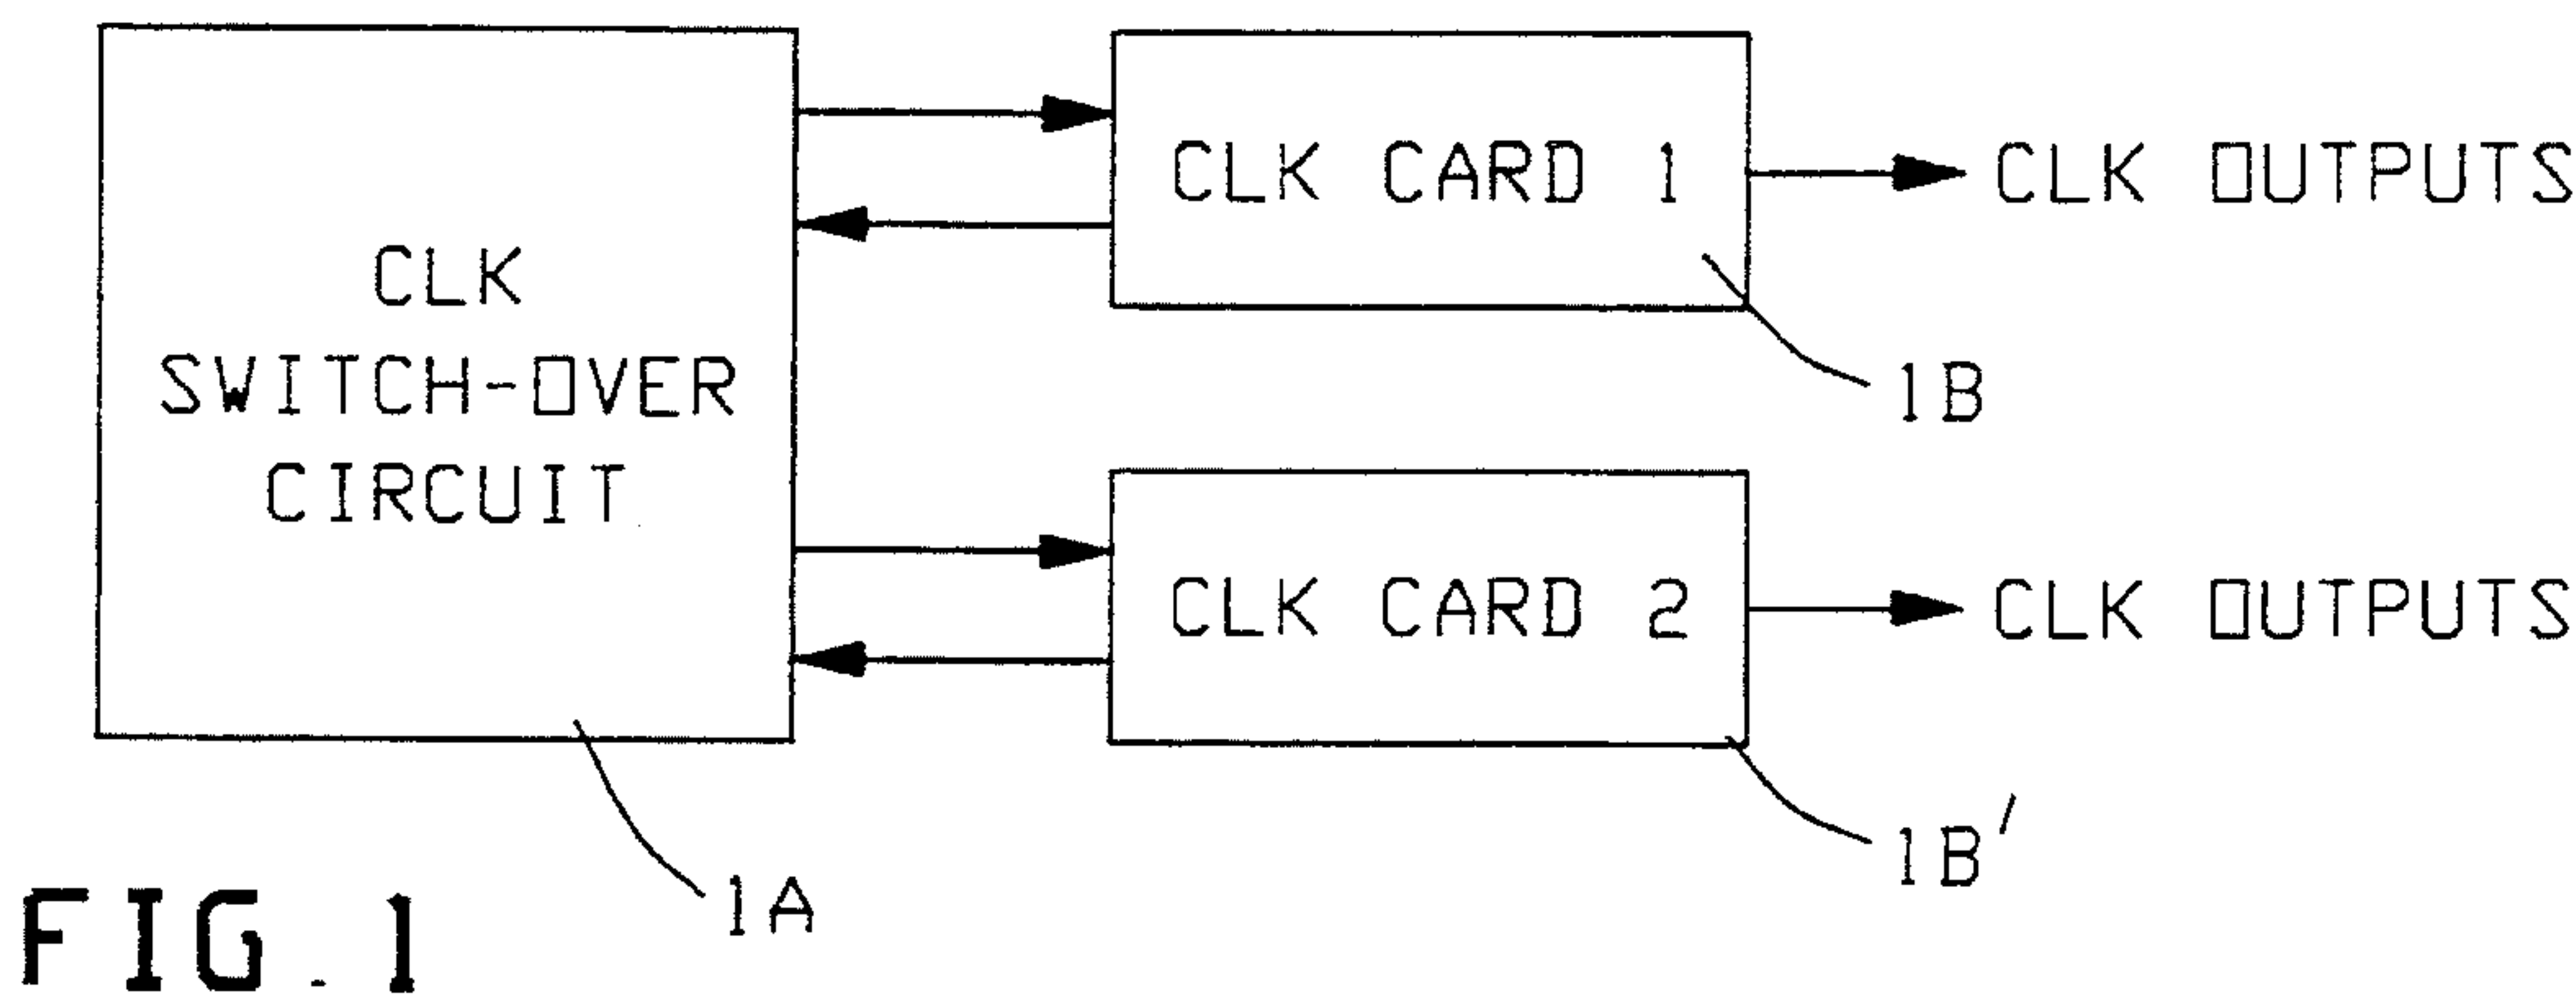 CLK
SWITCH-OVER
CIRCUIT
CLK CARD 1
CLK OUTPUTS
1B
CLK CARD 2
CLK OUTPUTS
1B'
1A
FIG. 1